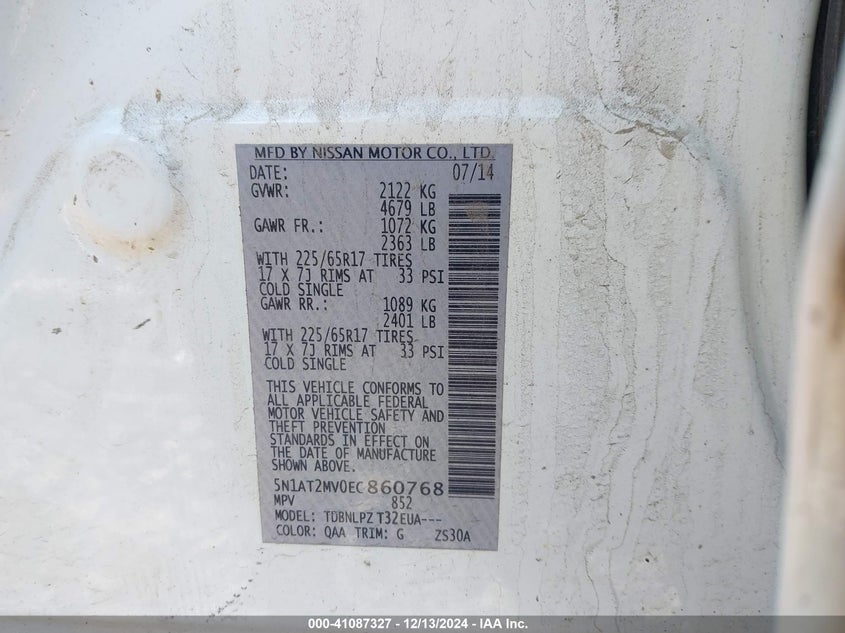 MFD BY NISSAN MOTOR CO., LTD.
DATE: 07/14
GVWR: 2122 KG
4679 LB
GAWR FR.: 1072 KG
2363 LB
WITH 225/65R17 TIRES
17 X 7J RIMS AT 33 PSI
COLD SINGLE
GAWR RR.: 1089 KG
2401 LB
WITH 225/65R17 TIRES
17 X 7J RIMS AT 33 PSI
COLD SINGLE
THIS VEHICLE CONFORMS TO
ALL APPLICABLE FEDERAL
MOTOR VEHICLE SAFETY AND
THEFT PREVENTION
STANDARDS IN EFFECT ON
THE DATE OF MANUFACTURE
SHOWN ABOVE.
5N1AT2MV0EC860768
MPV 852
MODEL: TDBNLPZ T32EUA---
COLOR: QAA TRIM: G ZS30A
000-41087327 - 12/13/2024 - IAA Inc.